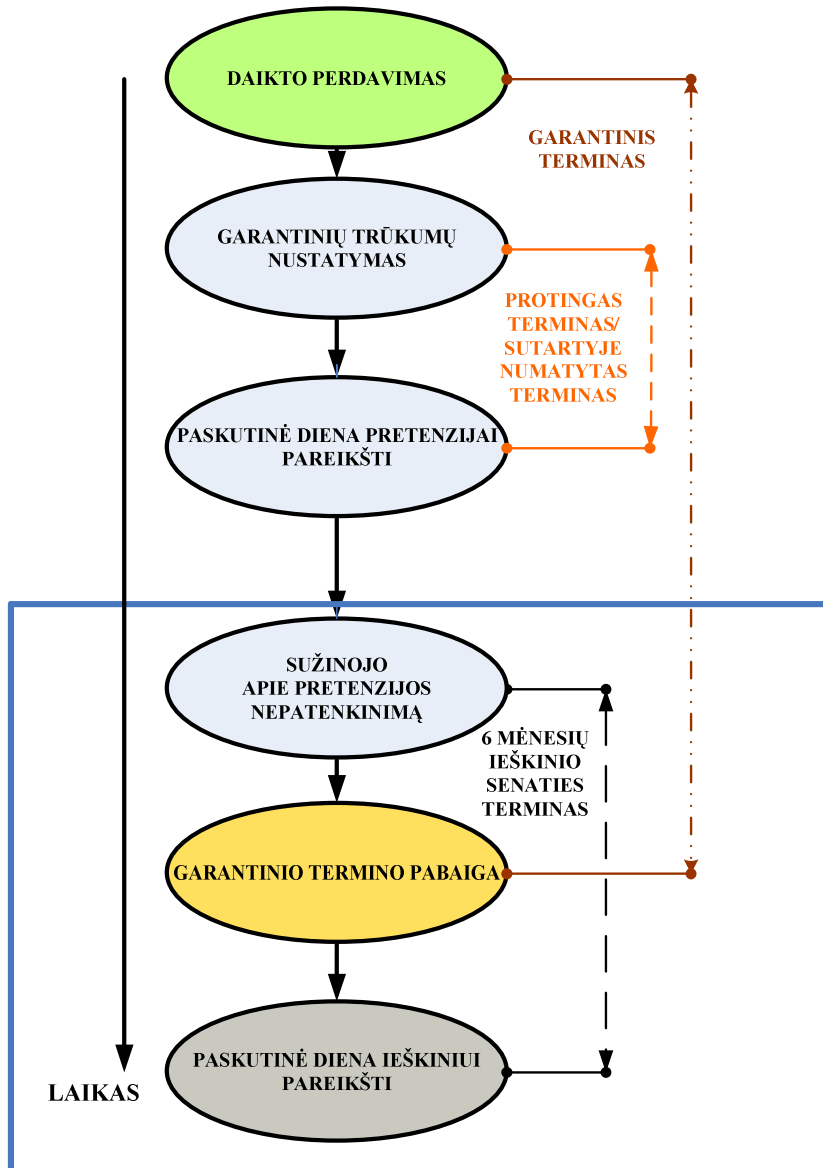 DAIKTO PERDAVIMAS
GARANTINIS
TERMINAS
GARANTINIŲ TRŪKUMŲ
NUSTATYMAS
PROTINGAS
TERMINAS/
SUTARTYJE
NUMATYTAS
TERMINAS
PASKUTINĖ DIENA PRETENZIJAI
PAREIKŠTI
SUŽINOJO
APIE PRETENZIJOS
NEPATENKINIMĄ
6 MĖNESIŲ
IEŠKINIO
SENATIES
TERMINAS
GARANTINIO TERMINO PABAIGA
PASKUTINĖ DIENA IEŠKINIUI
PAREIKŠTI
LAIKAS